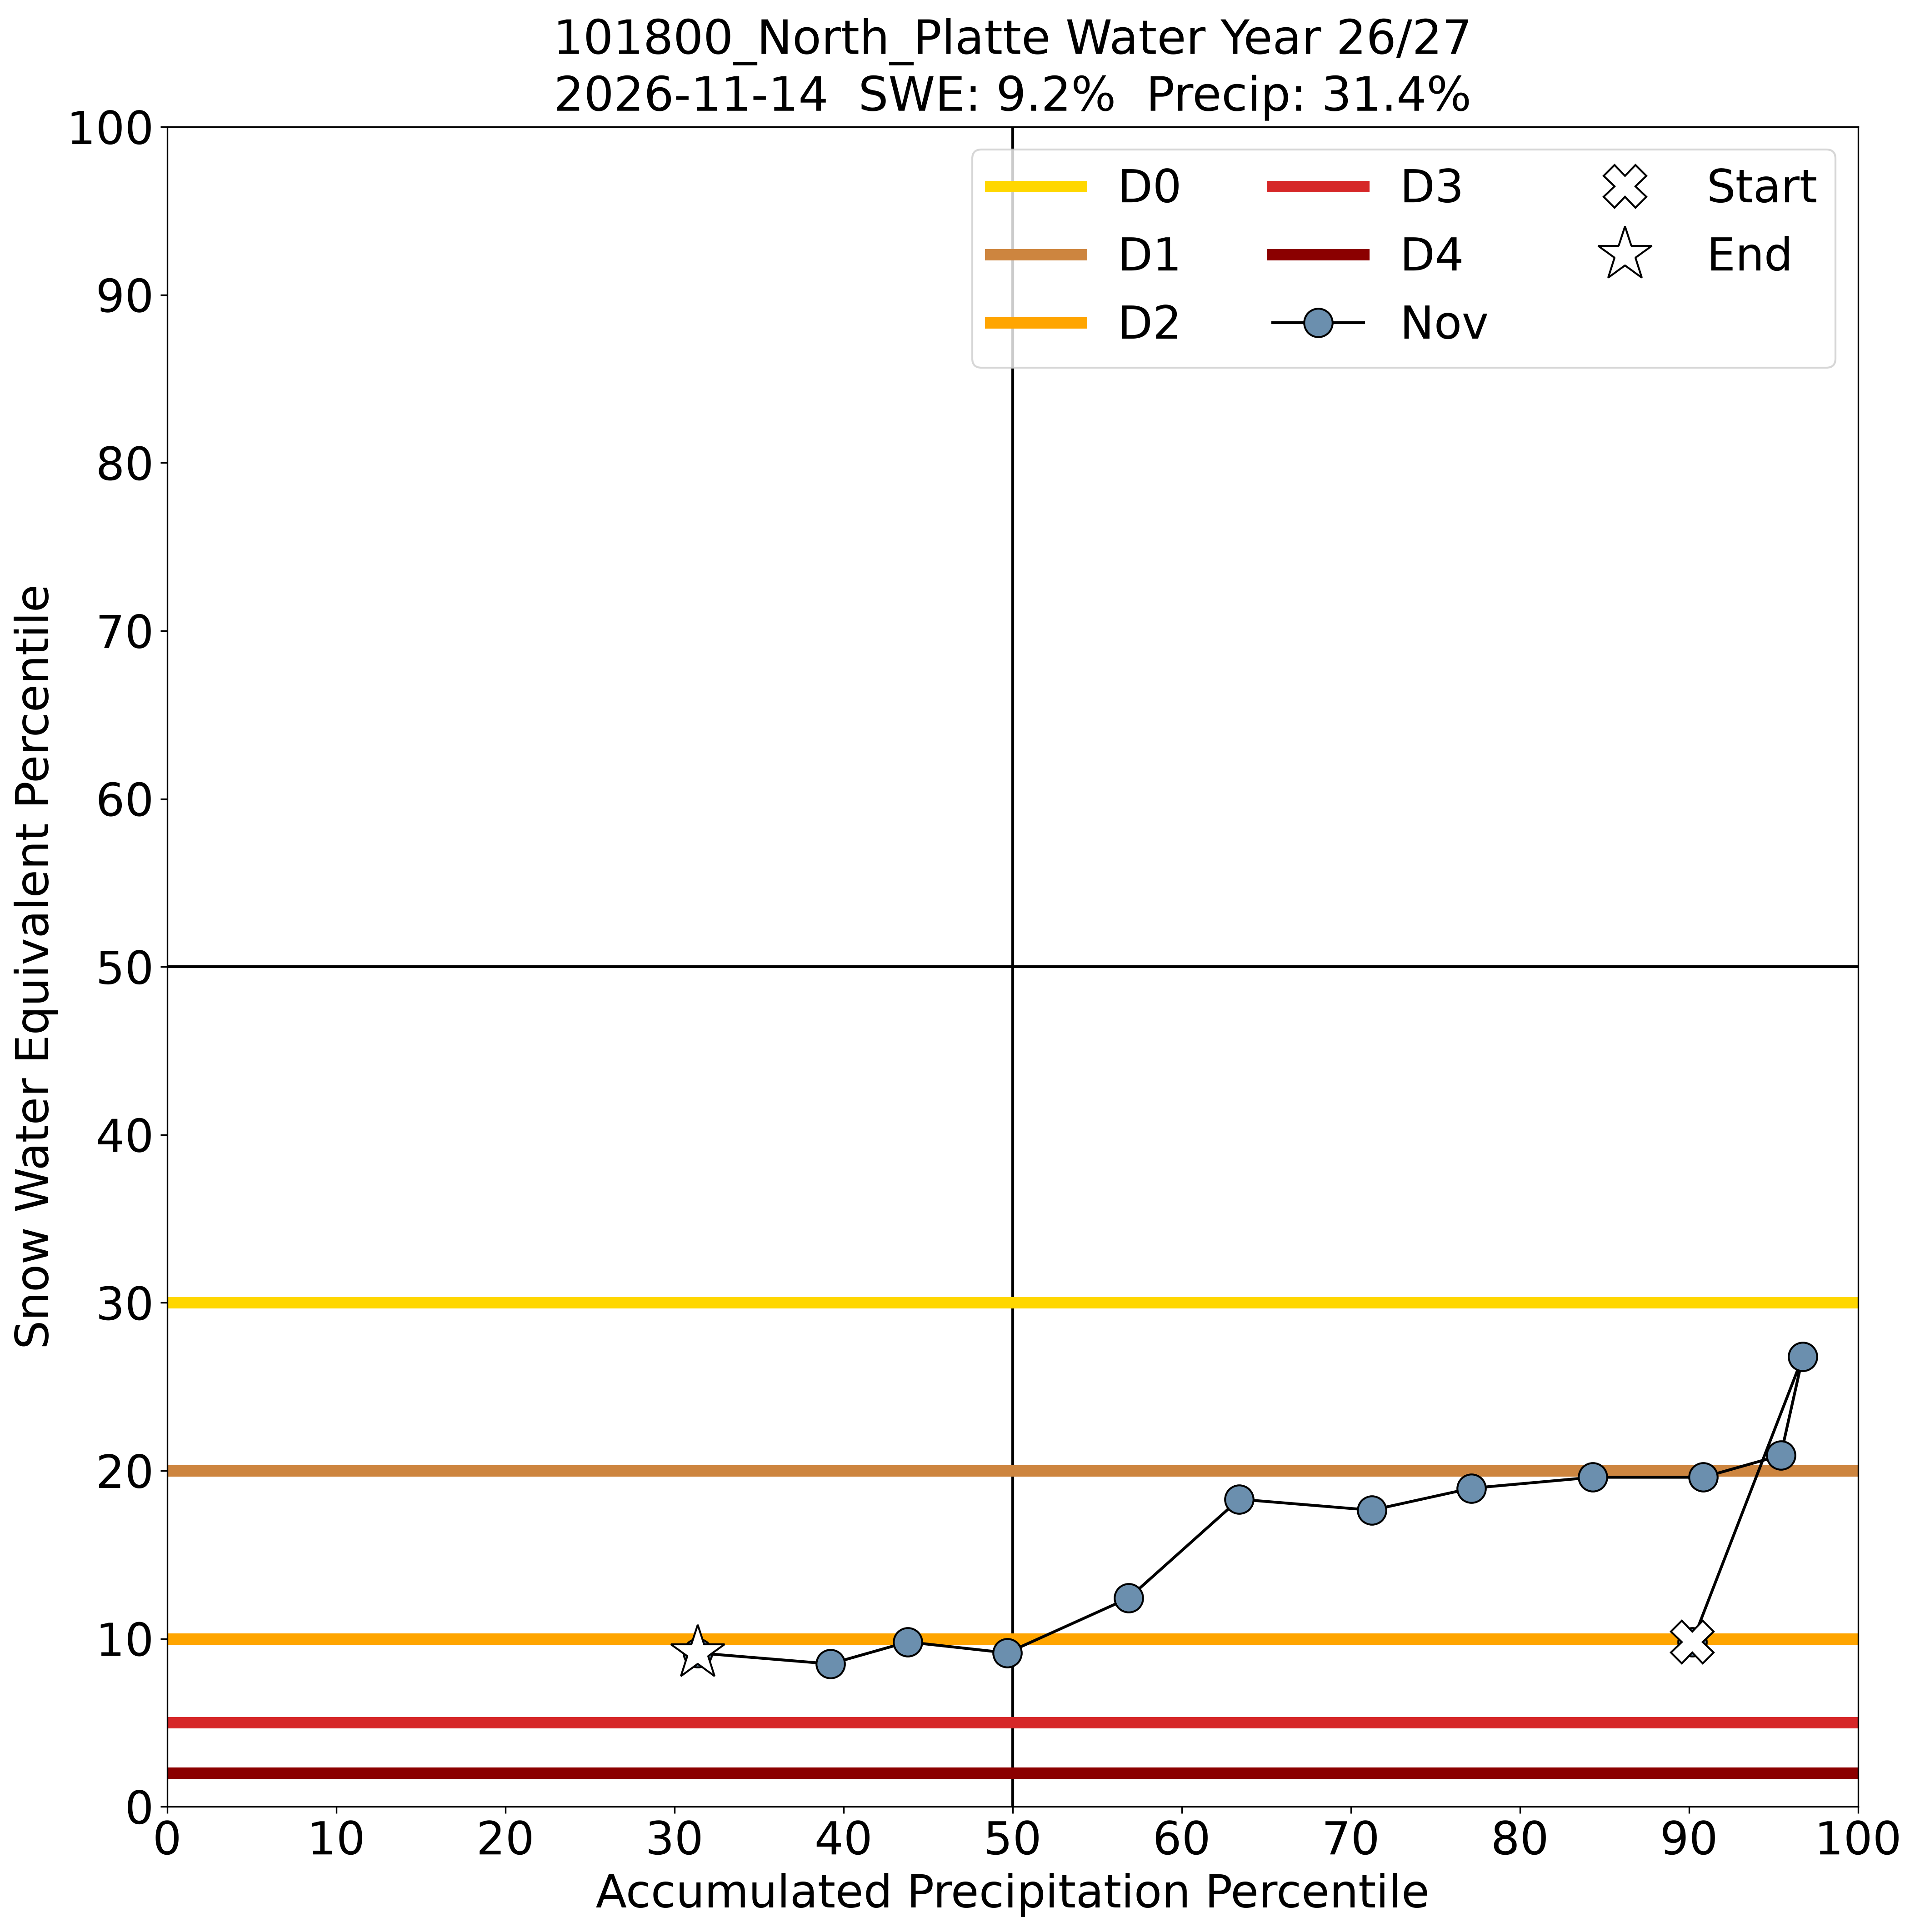 101800_North_Platte Water Year 26/27
2026-11-14  SWE: 9.2%  Precip: 31.4%
D0
D1
D2
D3
D4
Nov
Start
End
Snow Water Equivalent Percentile
100
90
80
70
60
50
40
30
20
10
0
0 10 20 30 40 50 60 70 80 90 100
Accumulated Precipitation Percentile